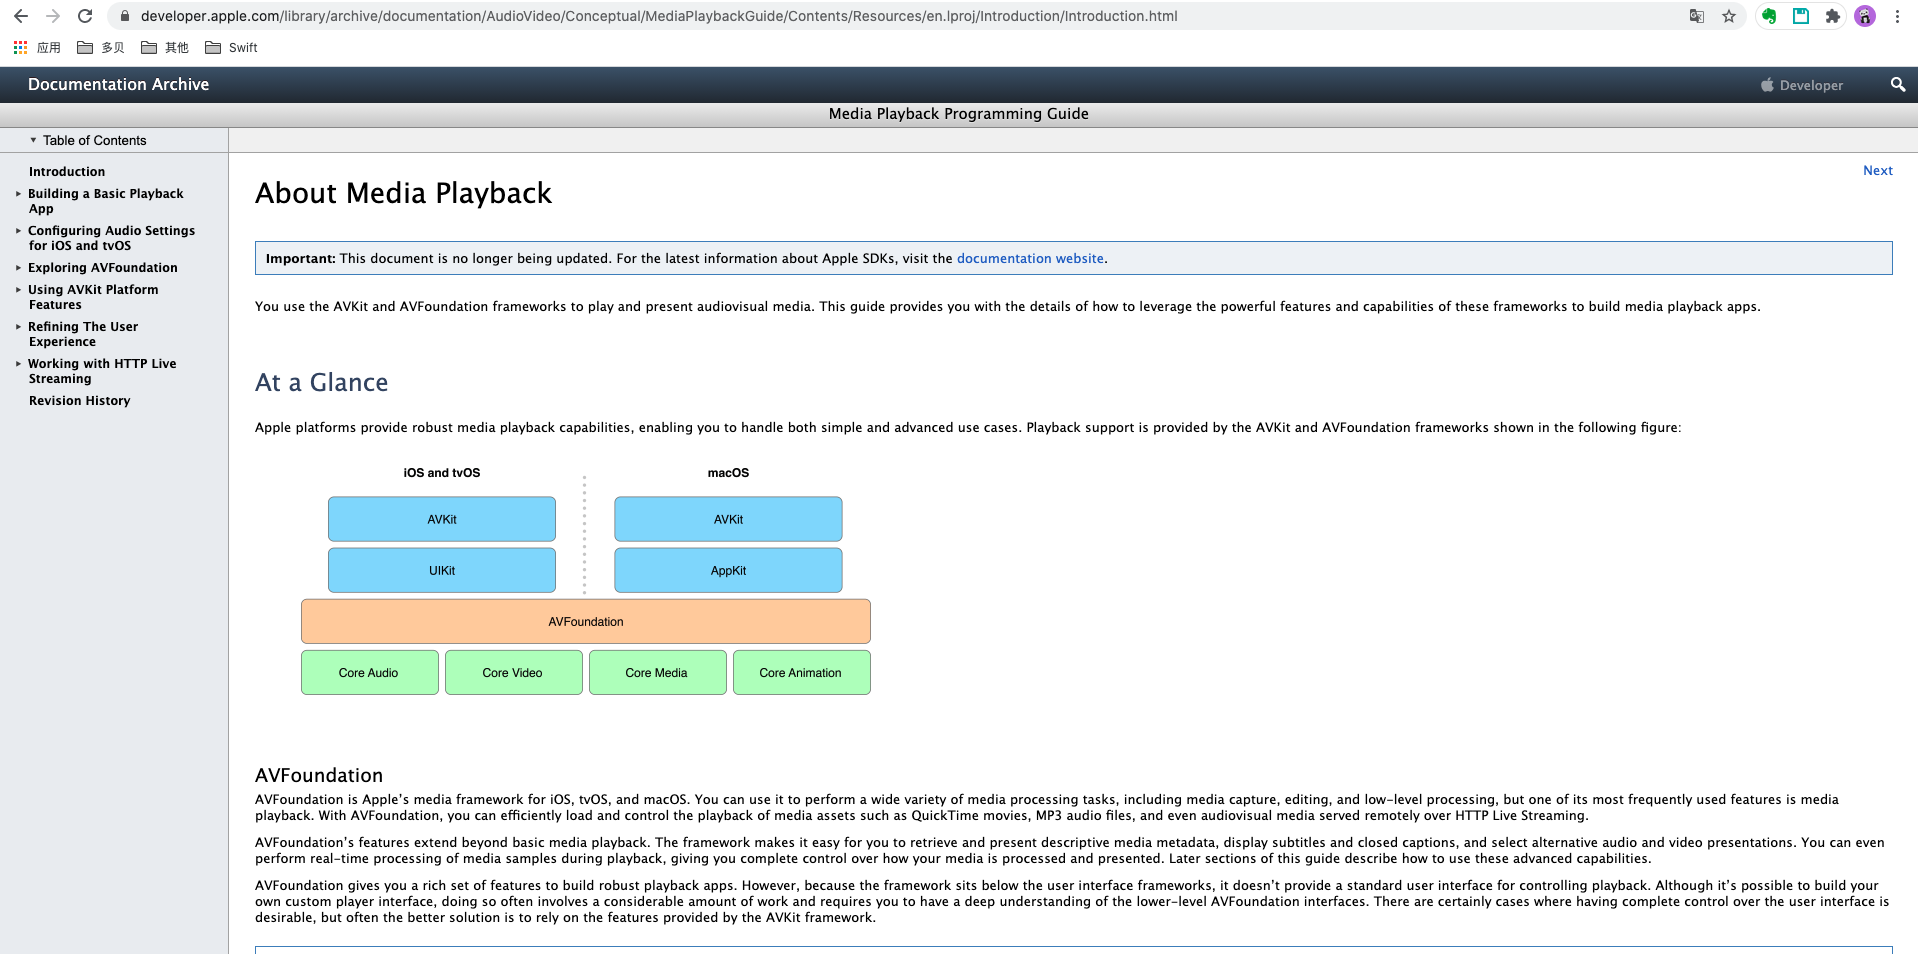 developer.apple.com/library/archive/documentation/AudioVideo/Conceptual/MediaPlaybackGuide/Contents/Resources/en.lproj/Introduction/Introduction.html
应用 多贝 其他 Swift
Documentation Archive
Developer
Media Playback Programming Guide
Table of Contents
Introduction
Building a Basic Playback
App
Configuring Audio Settings
for iOS and tvOS
Exploring AVFoundation
Using AVKit Platform
Features
Refining The User
Experience
Working with HTTP Live
Streaming
Revision History
Next
About Media Playback
Important: This document is no longer being updated. For the latest information about Apple SDKs, visit the documentation website.
You use the AVKit and AVFoundation frameworks to play and present audiovisual media. This guide provides you with the details of how to leverage the powerful features and capabilities of these frameworks to build media playback apps.
At a Glance
Apple platforms provide robust media playback capabilities, enabling you to handle both simple and advanced use cases. Playback support is provided by the AVKit and AVFoundation frameworks shown in the following figure:
iOS and tvOS
macOS
AVKit
AVKit
UIKit
AppKit
AVFoundation
Core Audio
Core Video
Core Media
Core Animation
AVFoundation
AVFoundation is Apple's media framework for iOS, tvOS, and macOS. You can use it to perform a wide variety of media processing tasks, including media capture, editing, and low-level processing, but one of its most frequently used features is media
playback. With AVFoundation, you can efficiently load and control the playback of media assets such as QuickTime movies, MP3 audio files, and even audiovisual media served remotely over HTTP Live Streaming.
AVFoundation's features extend beyond basic media playback. The framework makes it easy for you to retrieve and present descriptive media metadata, display subtitles and closed captions, and select alternative audio and video presentations. You can even
perform real-time processing of media samples during playback, giving you complete control over how your media is processed and presented. Later sections of this guide describe how to use these advanced capabilities.
AVFoundation gives you a rich set of features to build robust playback apps. However, because the framework sits below the user interface frameworks, it doesn't provide a standard user interface for controlling playback. Although it's possible to build your
own custom player interface, doing so often involves a considerable amount of work and requires you to have a deep understanding of the lower-level AVFoundation interfaces. There are certainly cases where having complete control over the user interface is
desirable, but often the better solution is to rely on the features provided by the AVKit framework.